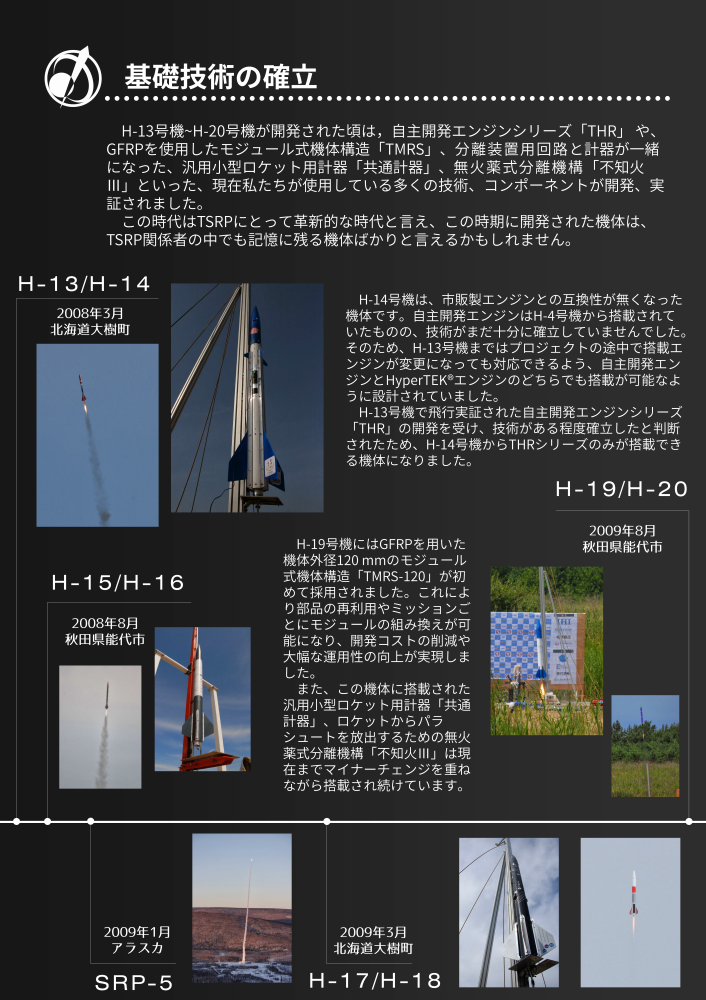 基礎技術の確立
H-13号機~H-20号機が開発された頃は，自主開発エンジンシリーズ「THR」 や、
GFRPを使用したモジュール式機体構造「TMRS」、分離装置用回路と計器が一緒
になった、汎用小型ロケット用計器「共通計器」、無火薬式分離機構「不知火
III」といった、現在私たちが使用している多くの技術、コンポーネントが開発、実
証されました。
この時代はTSRPにとって革新的な時代と言え、この時期に開発された機体は、
TSRP関係者の中でも記憶に残る機体ばかりと言えるかもしれません。
H-13/H-14
2008年3月
北海道大樹町
H-14号機は、市販製エンジンとの互換性が無くなった
機体です。自主開発エンジンはH-4号機から搭載されて
いたものの、技術がまだ十分に確立していませんでした。
そのため、H-13号機まではプロジェクトの途中で搭載エ
ンジンが変更になっても対応できるよう、自主開発エン
ジンとHyperTEK®エンジンのどちらでも搭載が可能なよ
うに設計されていました。
H-13号機で飛行実証された自主開発エンジンシリーズ
「THR」の開発を受け、技術がある程度確立したと判断
されたため、H-14号機からTHRシリーズのみが搭載でき
る機体になりました。
H-19/H-20
2009年8月
秋田県能代市
H-19号機にはGFRPを用いた
機体外径120 mmのモジュール
式機体構造「TMRS-120」が初
めて採用されました。これによ
り部品の再利用やミッションご
とにモジュールの組み換えが可
能になり、開発コストの削減や
大幅な運用性の向上が実現しま
した。
また、この機体に搭載された
汎用小型ロケット用計器「共通
計器」、ロケットからパラ
シュートを放出するための無火
薬式分離機構「不知火III」は現
在までマイナーチェンジを重ね
ながら搭載され続けています。
H-15/H-16
2008年8月
秋田県能代市
2009年1月
アラスカ
SRP-5
2009年3月
北海道大樹町
H-17/H-18